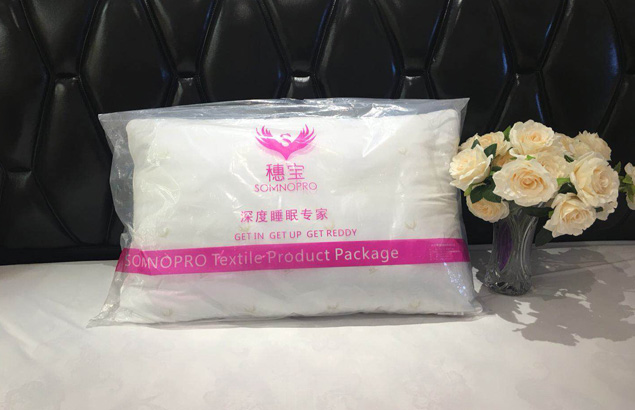 穗宝
SOMNOPRO
深度睡眠专家
GET IN GET UP GET REDDY
SOMNOPRO Textile Product Package